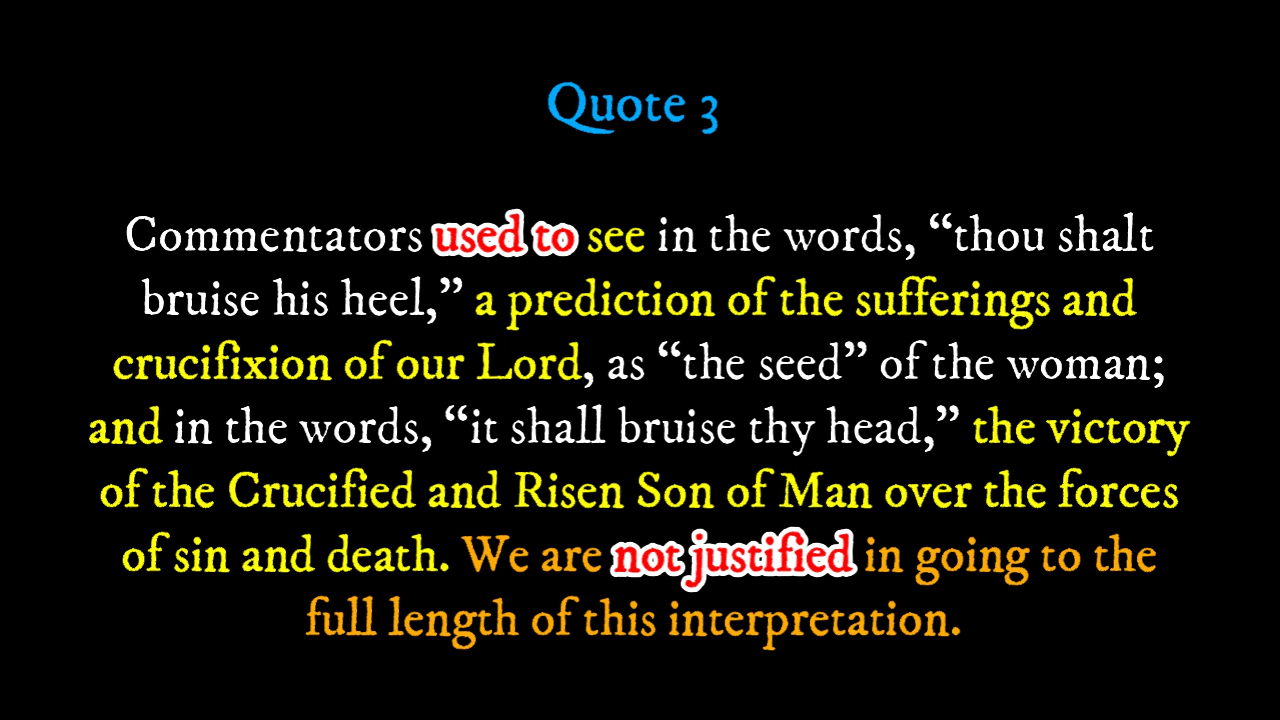 Quote 3
Commentators used to see in the words, “thou shalt
bruise his heel,” a prediction of the sufferings and
crucifixion of our Lord, as “the seed” of the woman;
and in the words, “it shall bruise thy head,” the victory
of the Crucified and Risen Son of Man over the forces
of sin and death. We are not justified in going to the
full length of this interpretation.